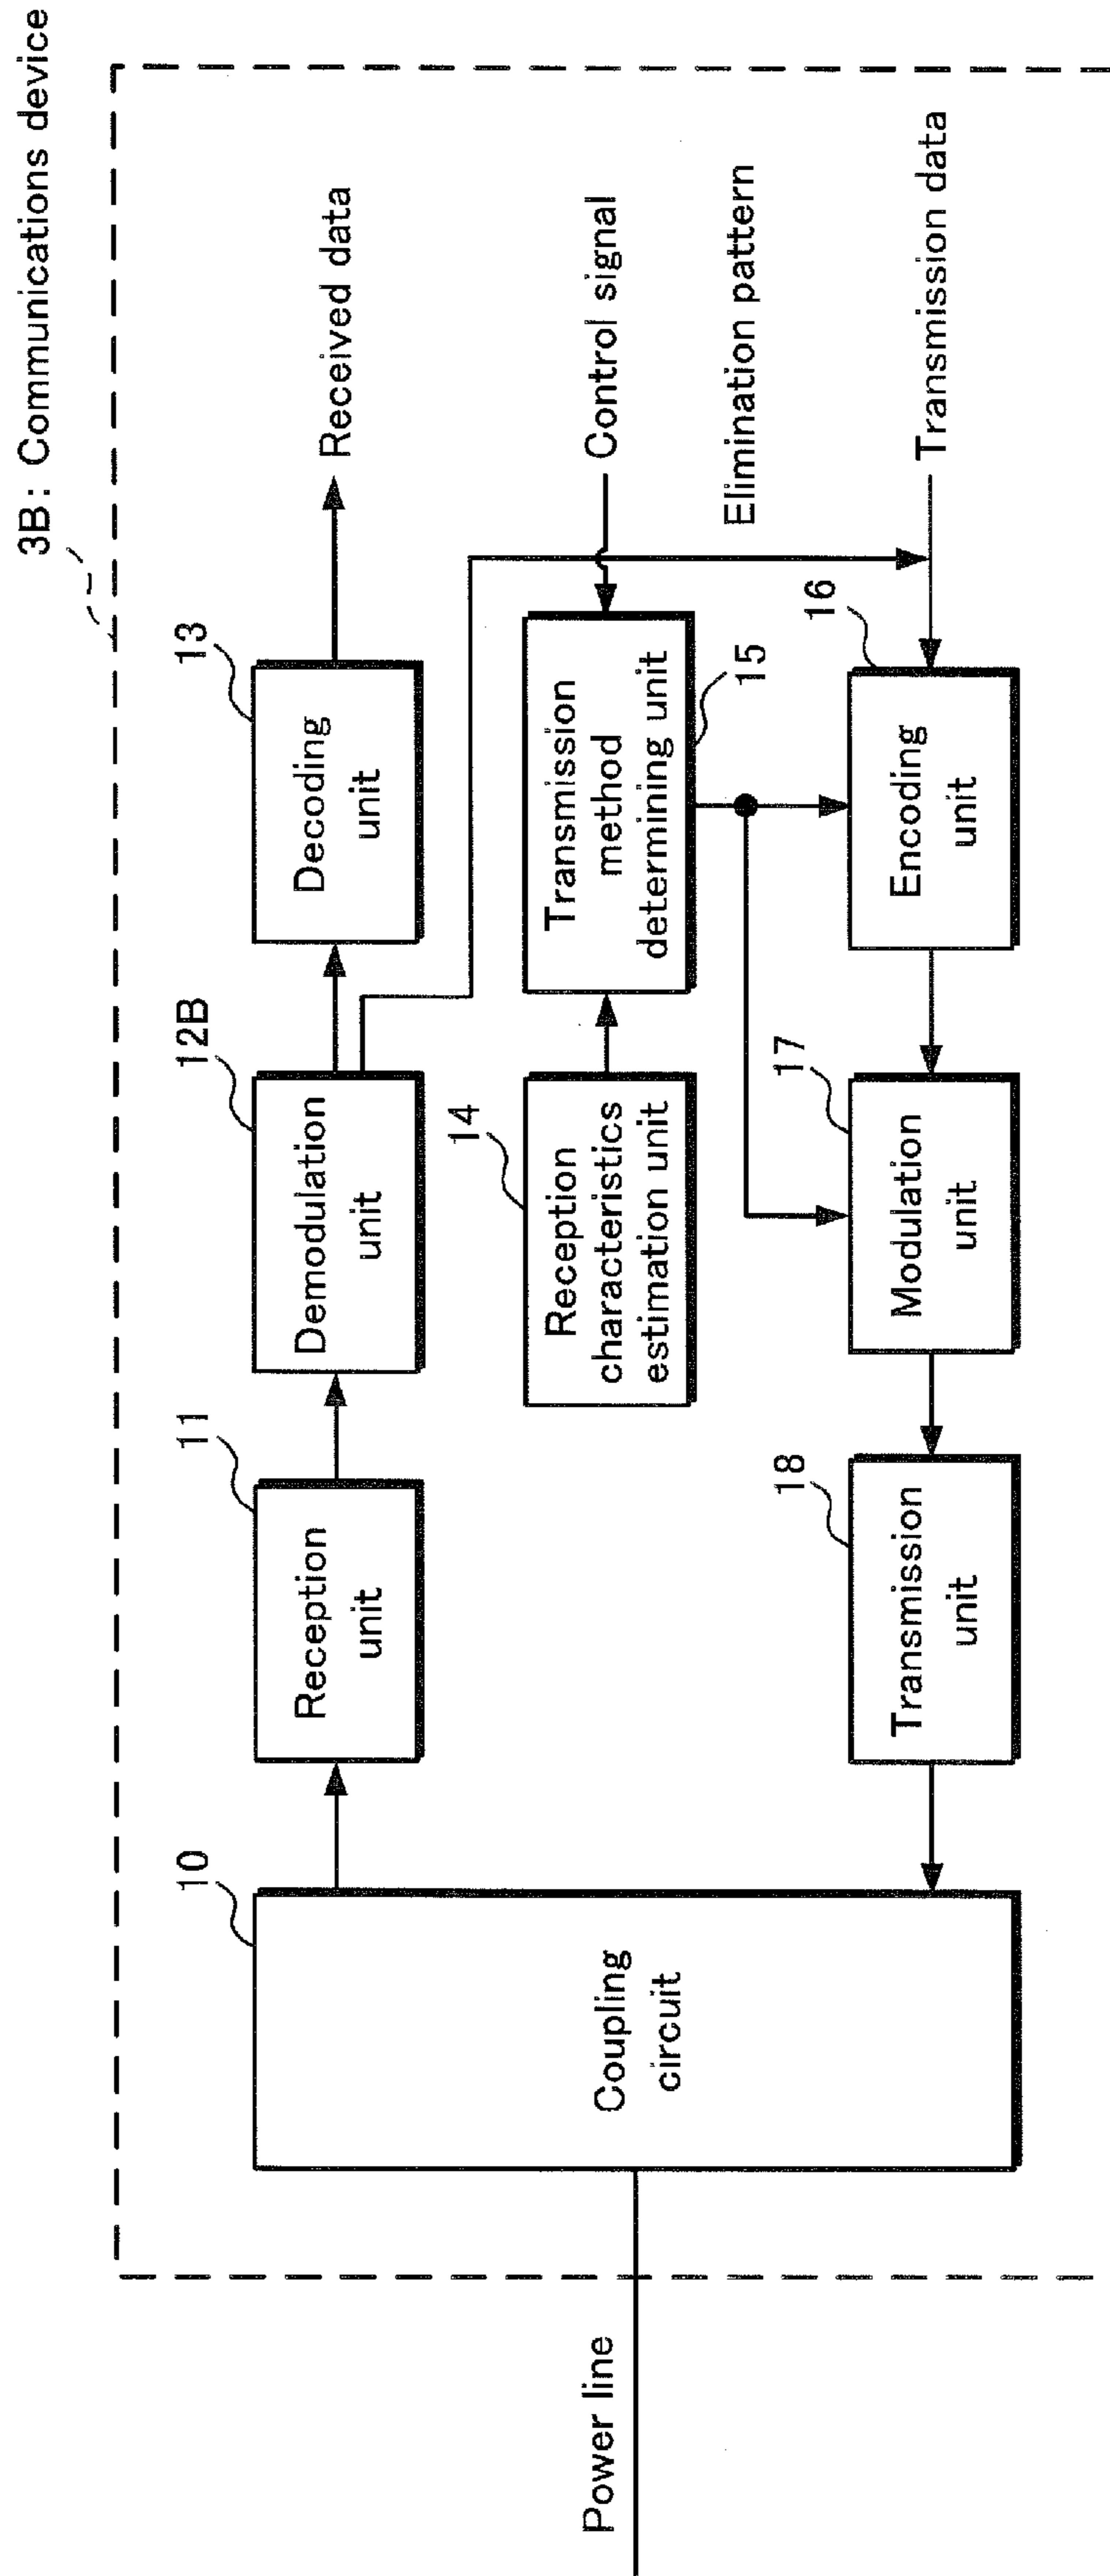 3B: Communications device
10
11
12B
13
Coupling
circuit
Reception
unit
Demodulation
unit
Decoding
unit
Received data
Power line
14
Reception
characteristics
estimation unit
Transmission
method
determining unit
15
Control signal
Elimination pattern
18
17
16
Transmission
unit
Modulation
unit
Encoding
unit
Transmission data